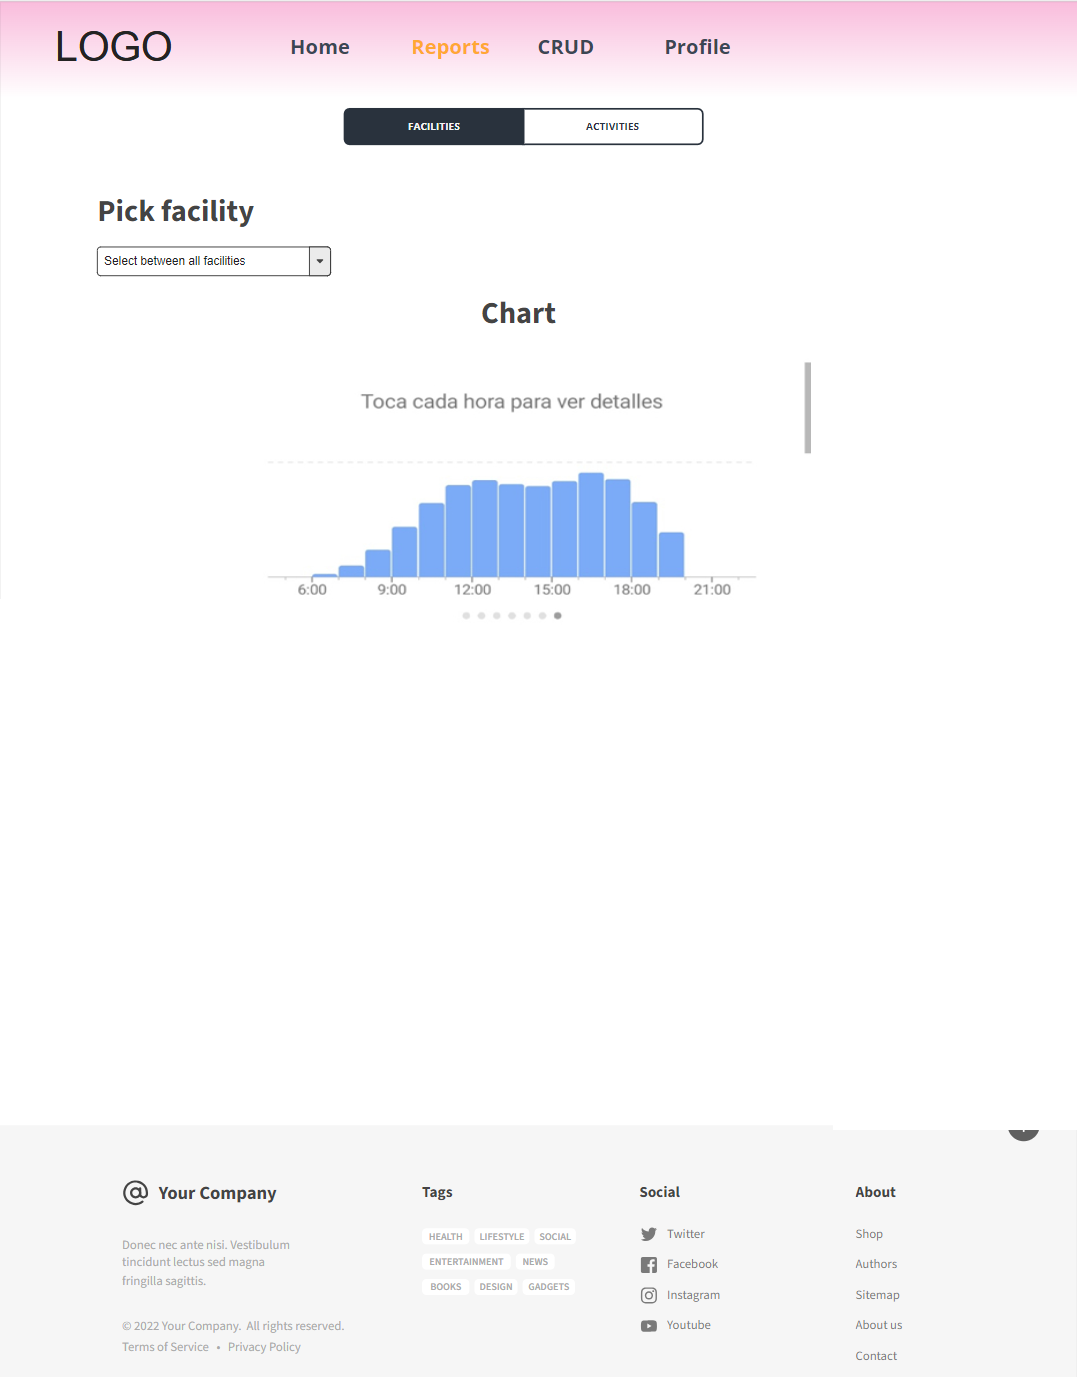 LOGO
Home Reports CRUD Profile
FACILITIES ACTIVITIES
Pick facility
Select between all facilities
Chart
Toca cada hora para ver detalles
6:00 9:00 12:00 15:00 18:00 21:00
@ Your Company
Donec nec ante nisi. Vestibulum
tincidunt lectus sed magna
fringilla sagittis.
© 2022 Your Company. All rights reserved.
Terms of Service • Privacy Policy
Tags
HEALTH LIFESTYLE SOCIAL
ENTERTAINMENT NEWS
BOOKS DESIGN GADGETS
Social
Twitter
Facebook
Instagram
Youtube
About
Shop
Authors
Sitemap
About us
Contact